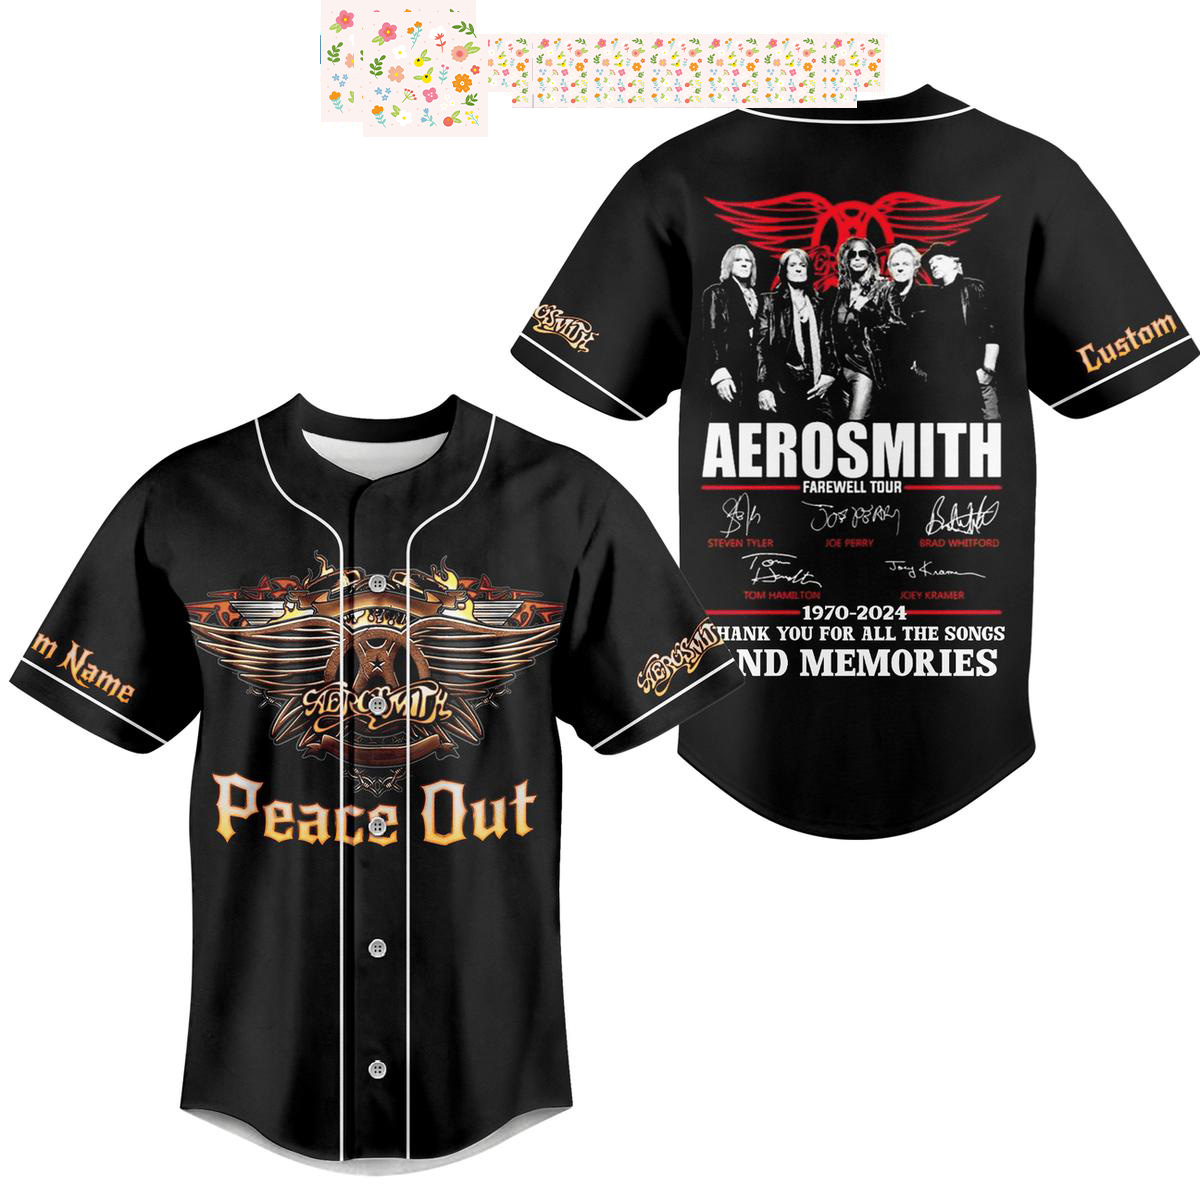 AEROSMITH
Custom
AEROSMITH
FAREWELL TOUR
STEVEN TYLER
JOE PERRY
BRAD WHITFORD
TOM HAMILTON
JOEY KRAMER
1970-2024
HANK YOU FOR ALL THE SONGS
ND MEMORIES
m Name
AEROSMITH
AEROSMITH
Peace Out